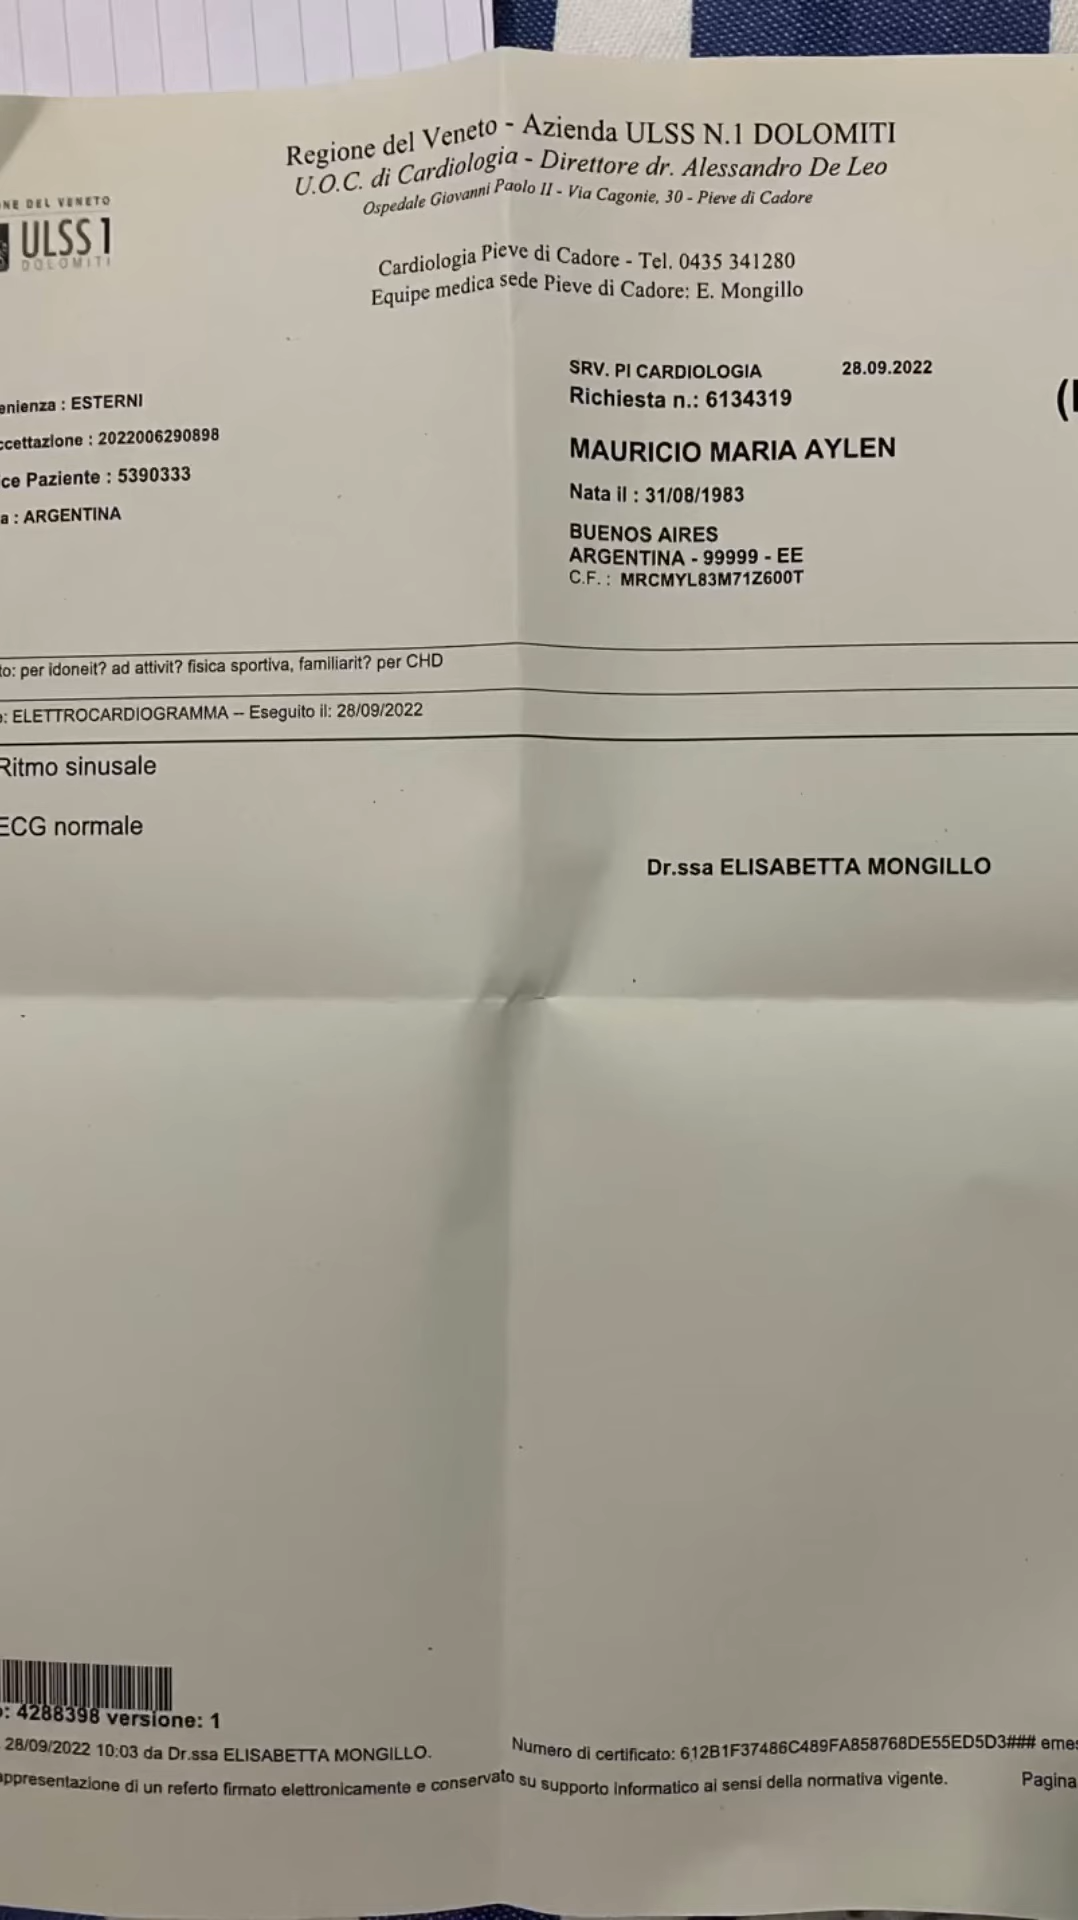 Regione del Veneto - Azienda ULSS N.1 DOLOMITI
U.O.C. di Cardiologia - Direttore dr. Alessandro De Leo
Ospedale Giovanni Paolo II - Via Cagonie, 30 - Pieve di Cadore
NE DEL VENETO
ULSS1
DOLOMITI
Cardiologia Pieve di Cadore - Tel. 0435 341280
Equipe medica sede Pieve di Cadore: E. Mongillo
SRV. PI CARDIOLOGIA 28.09.2022
enienza : ESTERNI
Richiesta n.: 6134319
ccettazione : 2022006290898
MAURICIO MARIA AYLEN
ce Paziente : 5390333
Nata il : 31/08/1983
a : ARGENTINA
BUENOS AIRES
ARGENTINA - 99999 - EE
C.F. : MRCMYL83M71Z600T
to: per idoneit? ad attivit? fisica sportiva, familiarit? per CHD
e: ELETTROCARDIOGRAMMA -- Eseguito il: 28/09/2022
Ritmo sinusale
ECG normale
Dr.ssa ELISABETTA MONGILLO
o: 4288398 versione: 1
28/09/2022 10:03 da Dr.ssa ELISABETTA MONGILLO. Numero di certificato: 612B1F37486C489FA858768DE55ED5D3### emes
appresentazione di un referto firmato elettronicamente e conservato su supporto informatico ai sensi della normativa vigente. Pagina